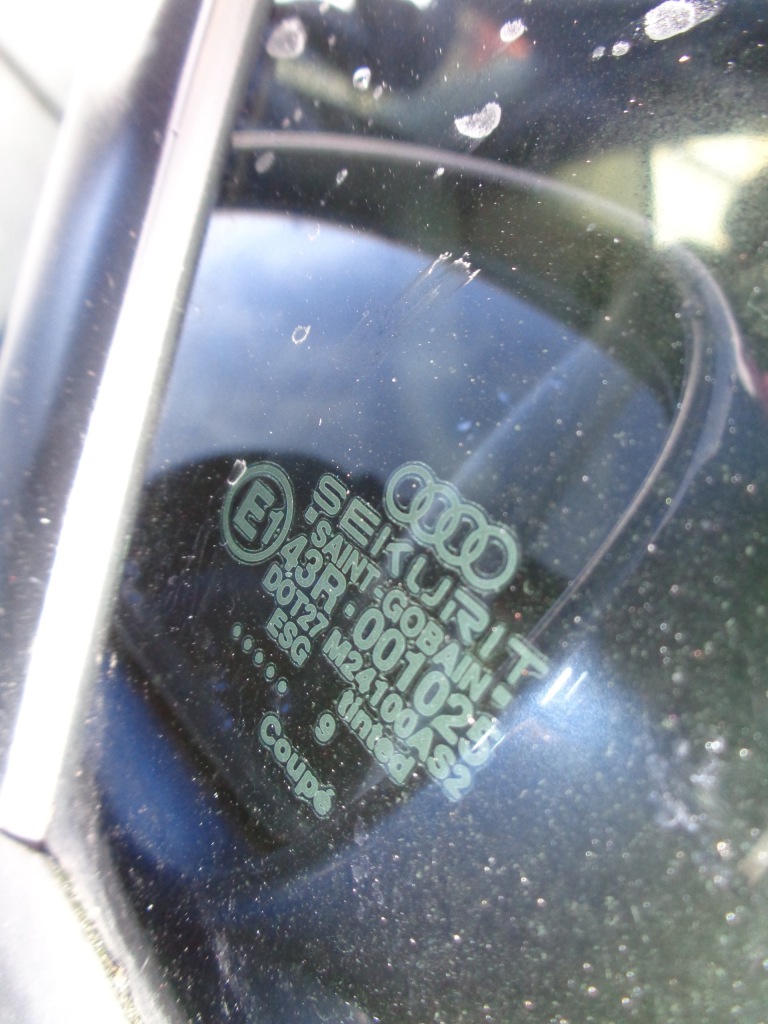 SEKURIT
-SAINT-GOBAIN-
E1
43R-001025
DOT27 M24100AS2
ESG tinted
..... 9
Coupé